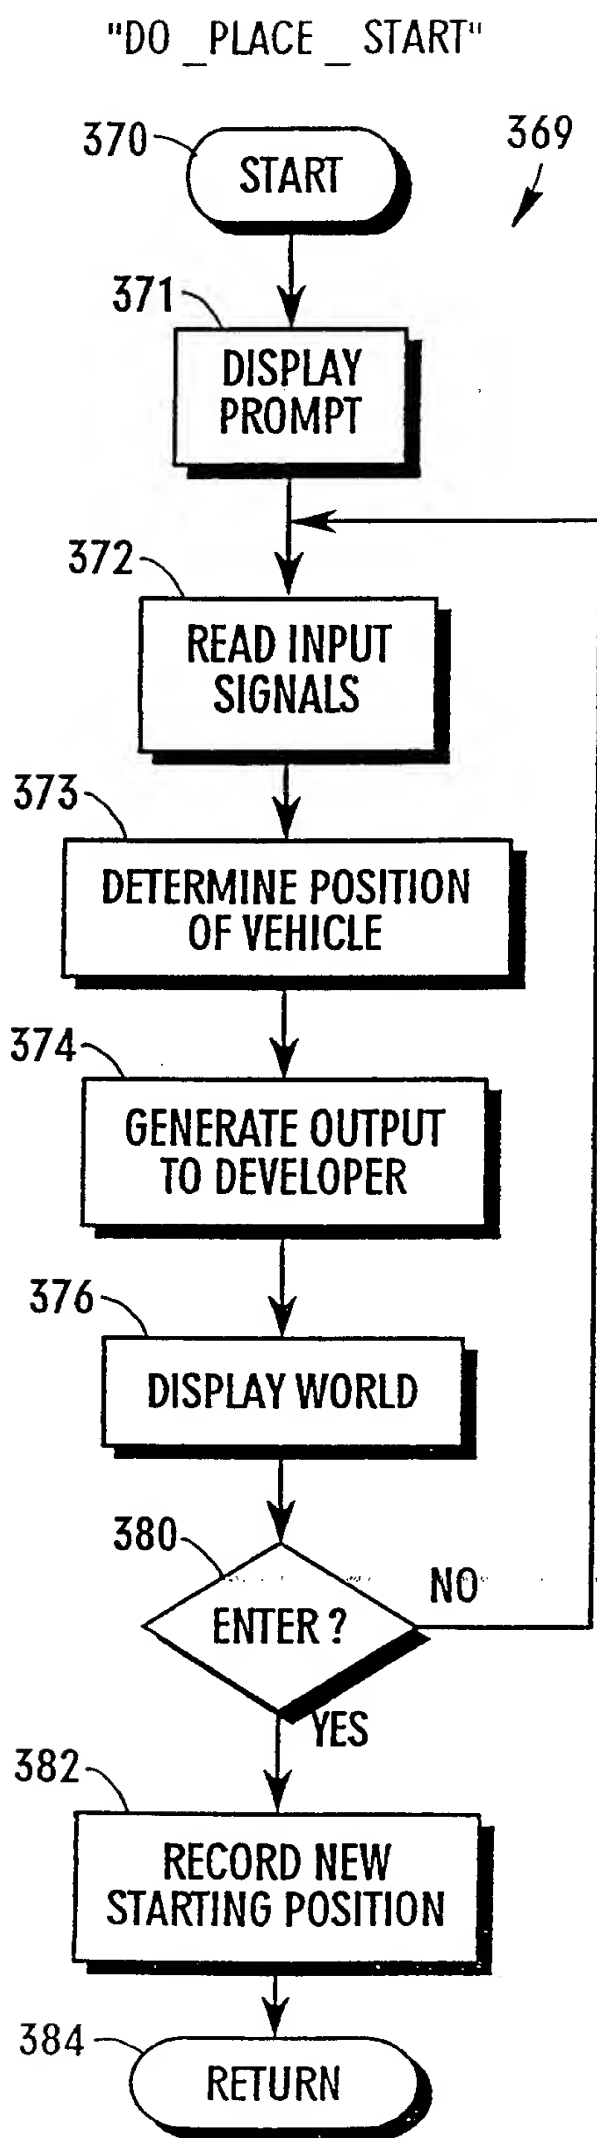 "DO _PLACE _ START"
370
START
369
371
DISPLAY
PROMPT
372
READ INPUT
SIGNALS
373
DETERMINE POSITION
OF VEHICLE
374
GENERATE OUTPUT
TO DEVELOPER
376
DISPLAY WORLD
380
ENTER ?
NO
YES
382
RECORD NEW
STARTING POSITION
384
RETURN